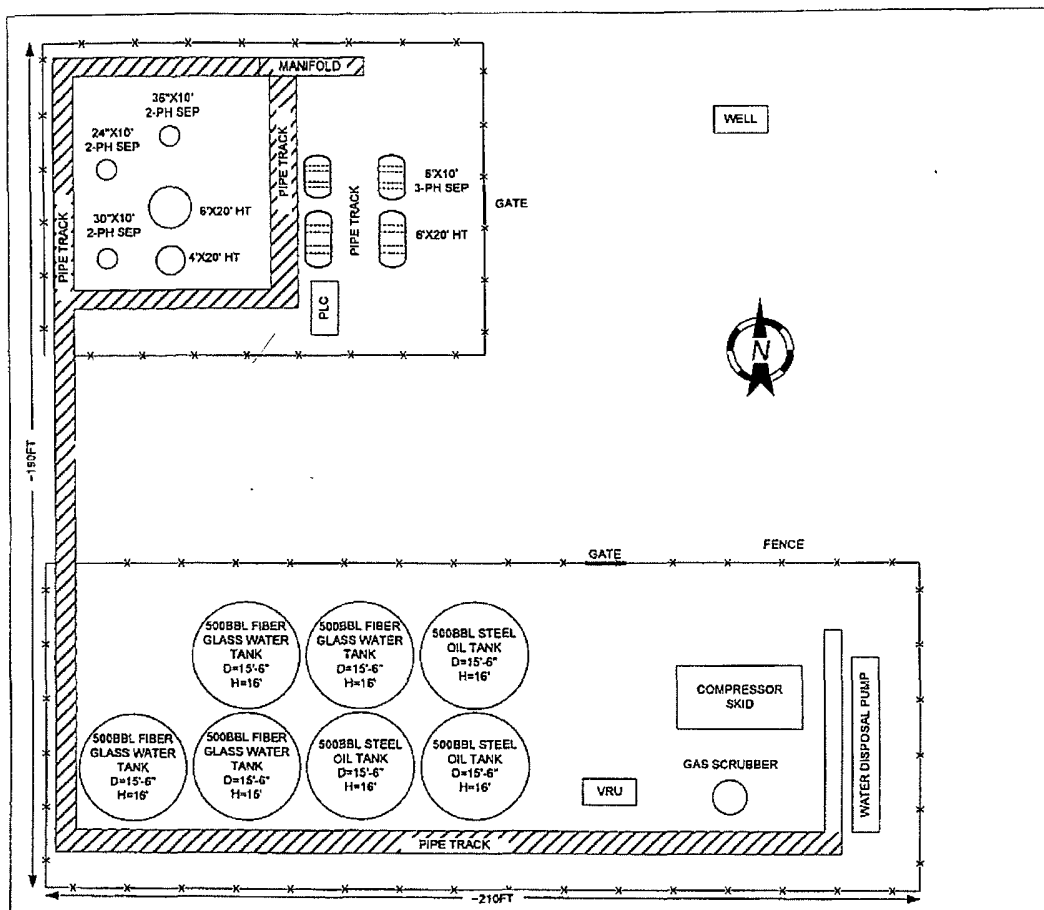 MANIFOLD
36"X10'
2-PH SEP
24"X10'
2-PH SEP
30"X10'
2-PH SEP
6'X20' HT
4'X20' HT
PIPE TRACK
PIPE TRACK
PIPE TRACK
6'X10'
3-PH SEP
6'X20' HT
PLC
GATE
WELL
N
~190FT
GATE
FENCE
500BBL FIBER
GLASS WATER
TANK
D=15'-6"
H=16'
500BBL FIBER
GLASS WATER
TANK
D=15'-6"
H=16'
500BBL STEEL
OIL TANK
D=15'-6"
H=16'
500BBL FIBER
GLASS WATER
TANK
D=15'-6"
H=16'
500BBL FIBER
GLASS WATER
TANK
D=15'-6"
H=16'
500BBL STEEL
OIL TANK
D=15'-6"
H=16'
500BBL STEEL
OIL TANK
D=15'-6"
H=16'
COMPRESSOR
SKID
GAS SCRUBBER
VRU
WATER DISPOSAL PUMP
PIPE TRACK
~210FT